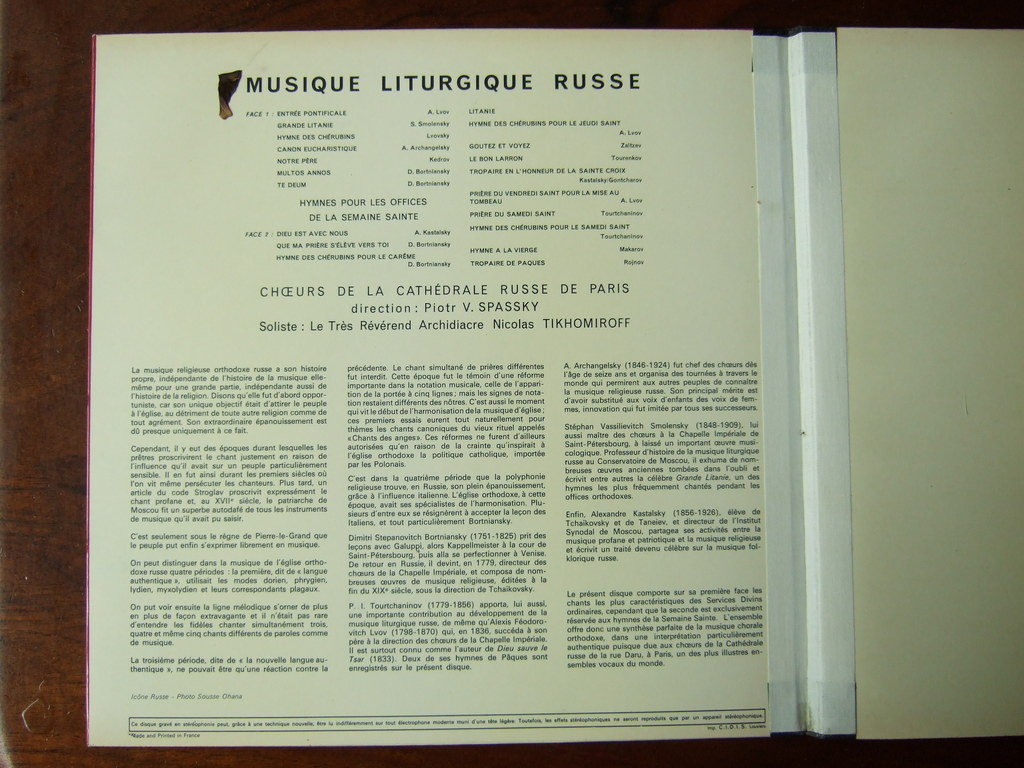 MUSIQUE LITURGIQUE RUSSE
FACE 1 : ENTRÉE PONTIFICALE A. Lvov
GRANDE LITANIE S. Smolensky
HYMNE DES CHÉRUBINS Lvovsky
CANON EUCHARISTIQUE A. Archangelsky
NOTRE PÈRE Kedrov
MULTOS ANNOS D. Bortniansky
TE DEUM D. Bortniansky
HYMNES POUR LES OFFICES
DE LA SEMAINE SAINTE
FACE 2 : DIEU EST AVEC NOUS A. Kastalsky
QUE MA PRIÈRE S'ÉLÈVE VERS TOI D. Bortniansky
HYMNE DES CHÉRUBINS POUR LE CARÊME
D. Bortniansky
LITANIE
HYMNE DES CHÉRUBINS POUR LE JEUDI SAINT
A. Lvov
GOUTEZ ET VOYEZ Zaitzev
LE BON LARRON Tourenkov
TROPAIRE EN L'HONNEUR DE LA SAINTE CROIX
Kastalsky-Gontcharov
PRIÈRE DU VENDREDI SAINT POUR LA MISE AU
TOMBEAU A. Lvov
PRIÈRE DU SAMEDI SAINT Tourtchaninov
HYMNE DES CHÉRUBINS POUR LE SAMEDI SAINT
Tourtchaninov
HYMNE A LA VIERGE Makarov
TROPAIRE DE PAQUES Rojnov
CHŒURS DE LA CATHÉDRALE RUSSE DE PARIS
direction : Piotr V. SPASSKY
Soliste : Le Très Révérend Archidiacre Nicolas TIKHOMIROFF
La musique religieuse orthodoxe russe a son histoire
propre, indépendante de l'histoire de la musique elle-
même pour une grande partie, indépendante aussi de
l'histoire de la religion. Disons qu'elle fut d'abord oppor-
tuniste, car son unique objectif était d'attirer le peuple
à l'église, au détriment de toute autre religion comme de
tout agrément. Son extraordinaire épanouissement est
dû presque uniquement à ce fait.
Cependant, il y eut des époques durant lesquelles les
prêtres proscrivirent le chant justement en raison de
l'influence qu'il avait sur un peuple particulièrement
sensible. Il en fut ainsi durant les premiers siècles où
l'on vit même persécuter les chanteurs. Plus tard, un
article du code Stroglav proscrivit expressément le
chant profane et, au XVIIe siècle, le patriarche de
Moscou fit un superbe autodafé de tous les instruments
de musique qu'il avait pu saisir.
C'est seulement sous le règne de Pierre-le-Grand que
le peuple put enfin s'exprimer librement en musique.
On peut distinguer dans la musique de l'église ortho-
doxe russe quatre périodes : la première, dit de « langue
authentique », utilisait les modes dorien, phrygien,
lydien, myxolydien et leurs correspondants plagaux.
On put voir ensuite la ligne mélodique s'orner de plus
en plus de façon extravagante et il n'était pas rare
d'entendre les fidèles chanter simultanément trois,
quatre et même cinq chants différents de paroles comme
de musique.
La troisième période, dite de « la nouvelle langue au-
thentique », ne pouvait être qu'une réaction contre la
précédente. Le chant simultané de prières différentes
fut interdit. Cette époque fut le témoin d'une réforme
importante dans la notation musicale, celle de l'appari-
tion de la portée à cinq lignes ; mais les signes de nota-
tion restaient différents des nôtres. C'est aussi le moment
qui vit le début de l'harmonisation de la musique d'église ;
ces premiers essais eurent tout naturellement pour
thèmes les chants canoniques du vieux rituel appelés
« Chants des anges ». Ces réformes ne furent d'ailleurs
autorisées qu'en raison de la crainte qu'inspirait à
l'église orthodoxe la politique catholique, importée
par les Polonais.
C'est dans la quatrième période que la polyphonie
religieuse trouve, en Russie, son plein épanouissement,
grâce à l'influence italienne. L'église orthodoxe, à cette
époque, avait ses spécialistes de l'harmonisation. Plu-
sieurs d'entre eux se résignèrent à accepter la leçon des
Italiens, et tout particulièrement Bortniansky.
Dimitri Stepanovitch Bortniansky (1751-1825) prit des
leçons avec Galuppi, alors Kappellmeister à la cour de
Saint-Pétersbourg, puis alla se perfectionner à Venise.
De retour en Russie, il devint, en 1779, directeur des
chœurs de la Chapelle Impériale, et composa de nom-
breuses œuvres de musique religieuse, éditées à la
fin du XIXe siècle, sous la direction de Tchaïkovsky.
P. I. Tourtchaninov (1779-1856) apporta, lui aussi,
une importante contribution au développement de la
musique liturgique russe, de même qu'Alexis Féodoro-
vitch Lvov (1798-1870) qui, en 1836, succéda à son
père à la direction des chœurs de la Chapelle Impériale.
Il est surtout connu comme l'auteur de Dieu sauve le
Tsar (1833). Deux de ses hymnes de Pâques sont
enregistrés sur le présent disque.
A. Archangelsky (1846-1924) fut chef des chœurs dès
l'âge de seize ans et organisa des tournées à travers le
monde qui permirent aux autres peuples de connaître
la musique religieuse russe. Son principal mérite est
d'avoir substitué aux voix d'enfants des voix de fem-
mes, innovation qui fut imitée par tous ses successeurs.
Stéphan Vassilievitch Smolensky (1848-1909), lui
aussi maître des chœurs à la Chapelle Impériale de
Saint-Pétersbourg, à laissé un important œuvre musi-
cologique. Professeur d'histoire de la musique liturgique
russe au Conservatoire de Moscou, il exhuma de nom-
breuses œuvres anciennes tombées dans l'oubli et
écrivit entre autres la célèbre Grande Litanie, un des
hymnes les plus fréquemment chantés pendant les
offices orthodoxes.
Enfin, Alexandre Kastalsky (1856-1926), élève de
Tchaïkovsky et de Taneiev, et directeur de l'Institut
Synodal de Moscou, partagea ses activités entre la
musique profane et patriotique et la musique religieuse
et écrivit un traité devenu célèbre sur la musique fol-
klorique russe.
Le présent disque comporte sur sa première face les
chants les plus caractéristiques des Services Divins
ordinaires, cependant que la seconde est exclusivement
réservée aux hymnes de la Semaine Sainte. L'ensemble
offre donc une synthèse parfaite de la musique chorale
orthodoxe, dans une interprétation particulièrement
authentique puisque due aux chœurs de la Cathédrale
russe de la rue Daru, à Paris, un des plus illustres en-
sembles vocaux du monde.
Icône Russe - Photo Sousse Ohana
Ce disque gravé en stéréophonie peut, grâce à une technique nouvelle, être lu indifféremment sur tout électrophone moderne muni d'une tête légère. Toutefois, les effets stéréophoniques ne seront reproduits que par un appareil stéréophonique.
Made and Printed in France
Imp. C.I.D.I.S. Louviers